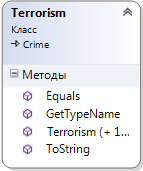 Terrorism
Класс
Crime
Методы
Equals
GetTypeName
Terrorism (+ 1...
ToString